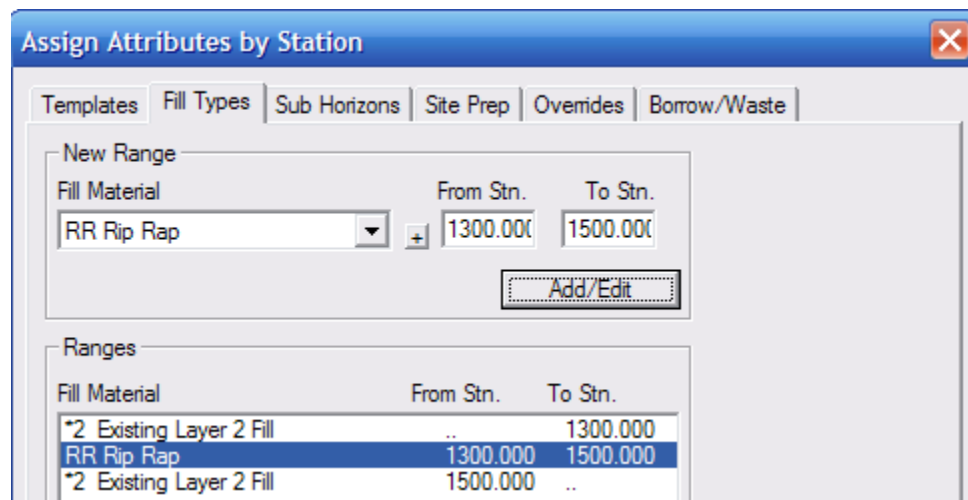 Assign Attributes by Station
Templates Fill Types Sub Horizons Site Prep Overrides Borrow/Waste
New Range
Fill Material From Stn. To Stn.
RR Rip Rap + 1300.00( 1500.00(
Add/Edit
Ranges
Fill Material From Stn. To Stn.
*2 Existing Layer 2 Fill .. 1300.000
RR Rip Rap 1300.000 1500.000
*2 Existing Layer 2 Fill 1500.000 ..